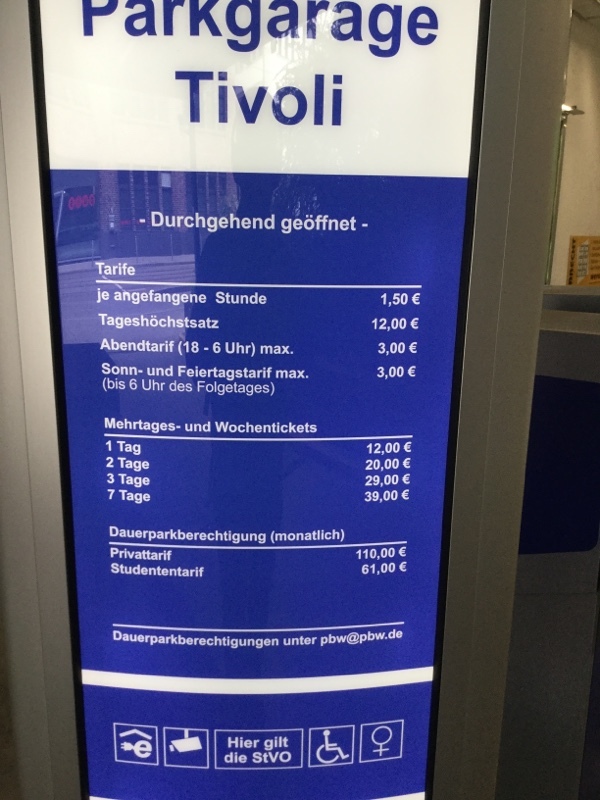 Parkgarage
Tivoli
- Durchgehend geöffnet -
Tarife
je angefangene Stunde 1,50 €
Tageshöchstsatz 12,00 €
Abendtarif (18 - 6 Uhr) max. 3,00 €
Sonn- und Feiertagstarif max. 3,00 €
(bis 6 Uhr des Folgetages)
Mehrtages- und Wochentickets
1 Tag 12,00 €
2 Tage 20,00 €
3 Tage 29,00 €
7 Tage 39,00 €
Dauerparkberechtigung (monatlich)
Privattarif 110,00 €
Studententarif 61,00 €
Dauerparkberechtigungen unter pbw@pbw.de
e
Hier gilt
die StVO